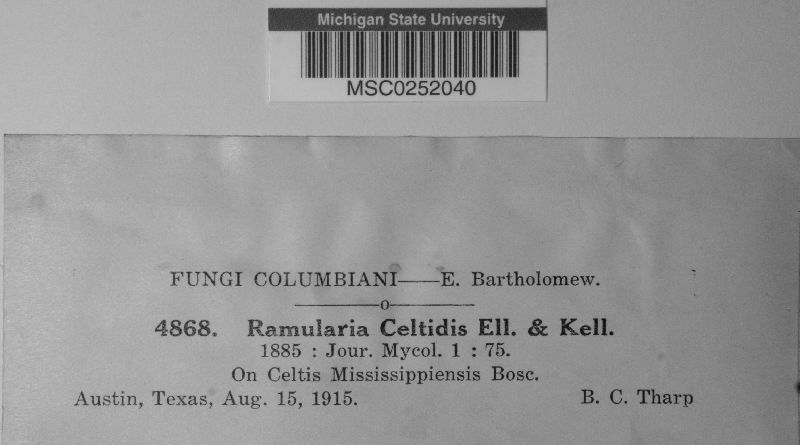 Michigan State University
MSC0252040
FUNGI COLUMBIANI——E. Bartholomew.
o
4868. Ramularia Celtidis Ell. & Kell.
1885 : Jour. Mycol. 1 : 75.
On Celtis Mississippiensis Bosc.
Austin, Texas, Aug. 15, 1915. B. C. Tharp